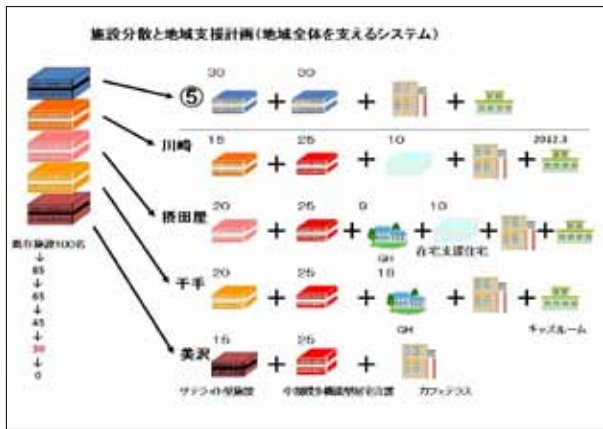 施設分散と地域支援計画(地域全体を支えるシステム)
30 30
⑤ + + +
川崎
15 25 10 2012.3
+ + + +
摂田屋
20 25 9 10
+ + + + +
GH 在宅支援住宅
千手
20 25 18
+ + + +
GH キッズルーム
美沢
15 25
+ +
サテライト型施設 小規模多機能型居宅介護 カフェテラス
既存施設100名
↓
85
↓
65
↓
45
↓
30
↓
0